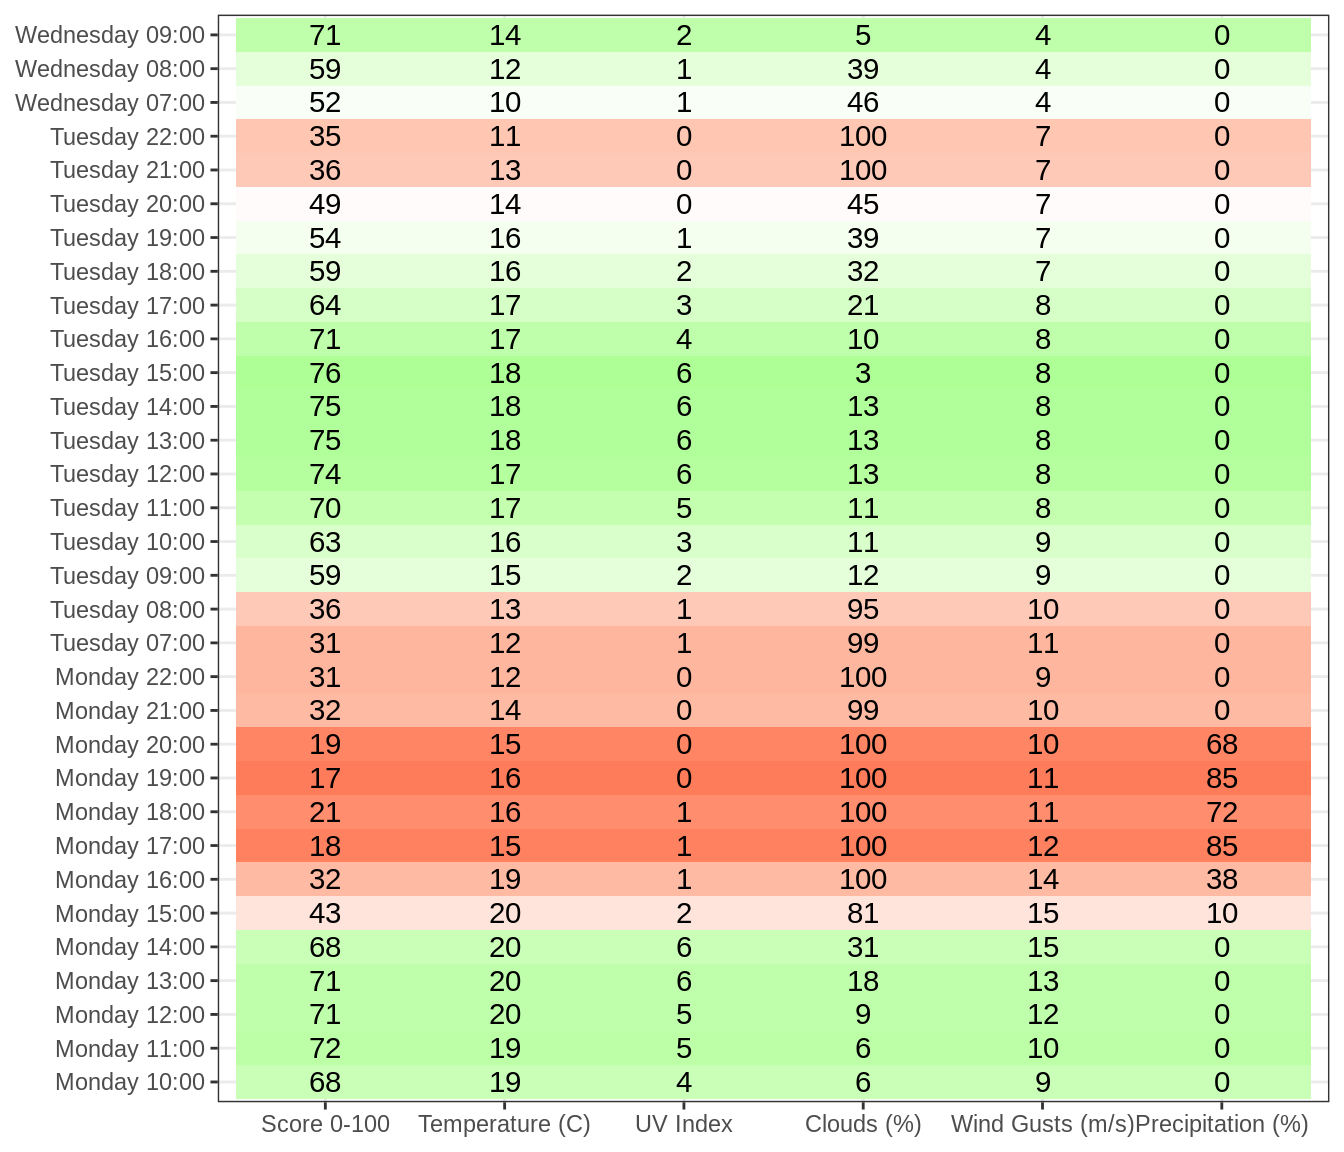 Wednesday 09:00 71 14 2 5 4 0
Wednesday 08:00 59 12 1 39 4 0
Wednesday 07:00 52 10 1 46 4 0
Tuesday 22:00 35 11 0 100 7 0
Tuesday 21:00 36 13 0 100 7 0
Tuesday 20:00 49 14 0 45 7 0
Tuesday 19:00 54 16 1 39 7 0
Tuesday 18:00 59 16 2 32 7 0
Tuesday 17:00 64 17 3 21 8 0
Tuesday 16:00 71 17 4 10 8 0
Tuesday 15:00 76 18 6 3 8 0
Tuesday 14:00 75 18 6 13 8 0
Tuesday 13:00 75 18 6 13 8 0
Tuesday 12:00 74 17 6 13 8 0
Tuesday 11:00 70 17 5 11 8 0
Tuesday 10:00 63 16 3 11 9 0
Tuesday 09:00 59 15 2 12 9 0
Tuesday 08:00 36 13 1 95 10 0
Tuesday 07:00 31 12 1 99 11 0
Monday 22:00 31 12 0 100 9 0
Monday 21:00 32 14 0 99 10 0
Monday 20:00 19 15 0 100 10 68
Monday 19:00 17 16 0 100 11 85
Monday 18:00 21 16 1 100 11 72
Monday 17:00 18 15 1 100 12 85
Monday 16:00 32 19 1 100 14 38
Monday 15:00 43 20 2 81 15 10
Monday 14:00 68 20 6 31 15 0
Monday 13:00 71 20 6 18 13 0
Monday 12:00 71 20 5 9 12 0
Monday 11:00 72 19 5 6 10 0
Monday 10:00 68 19 4 6 9 0
Score 0-100 Temperature (C) UV Index Clouds (%) Wind Gusts (m/s) Precipitation (%)